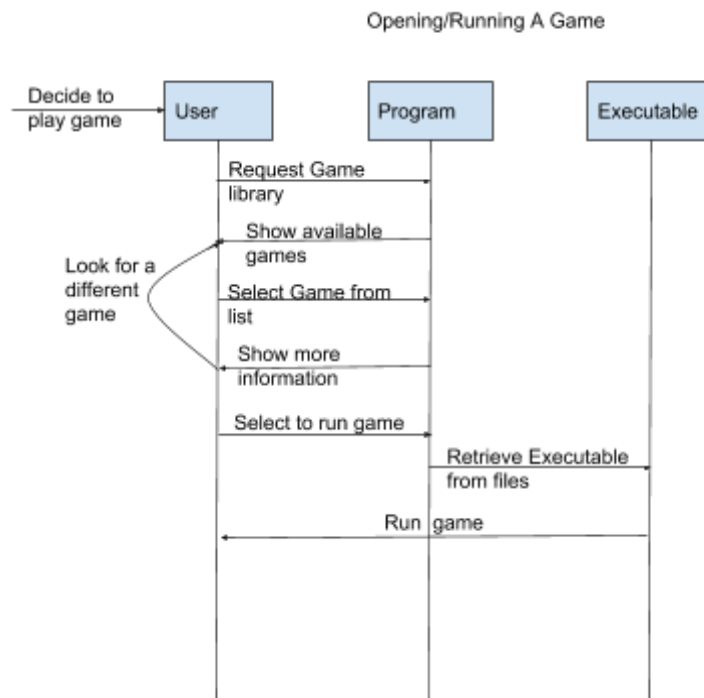 Opening/Running A Game
Decide to
play game
User
Program
Executable
Request Game
library
Show available
games
Look for a
different
game
Select Game from
list
Show more
information
Select to run game
Retrieve Executable
from files
Run game